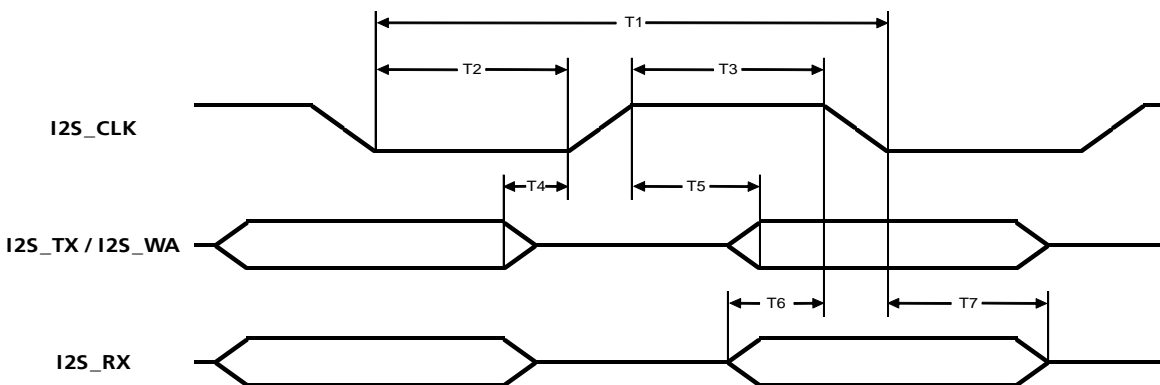 T1
T2
T3
I2S_CLK
T4
T5
I2S_TX / I2S_WA
T6
T7
I2S_RX